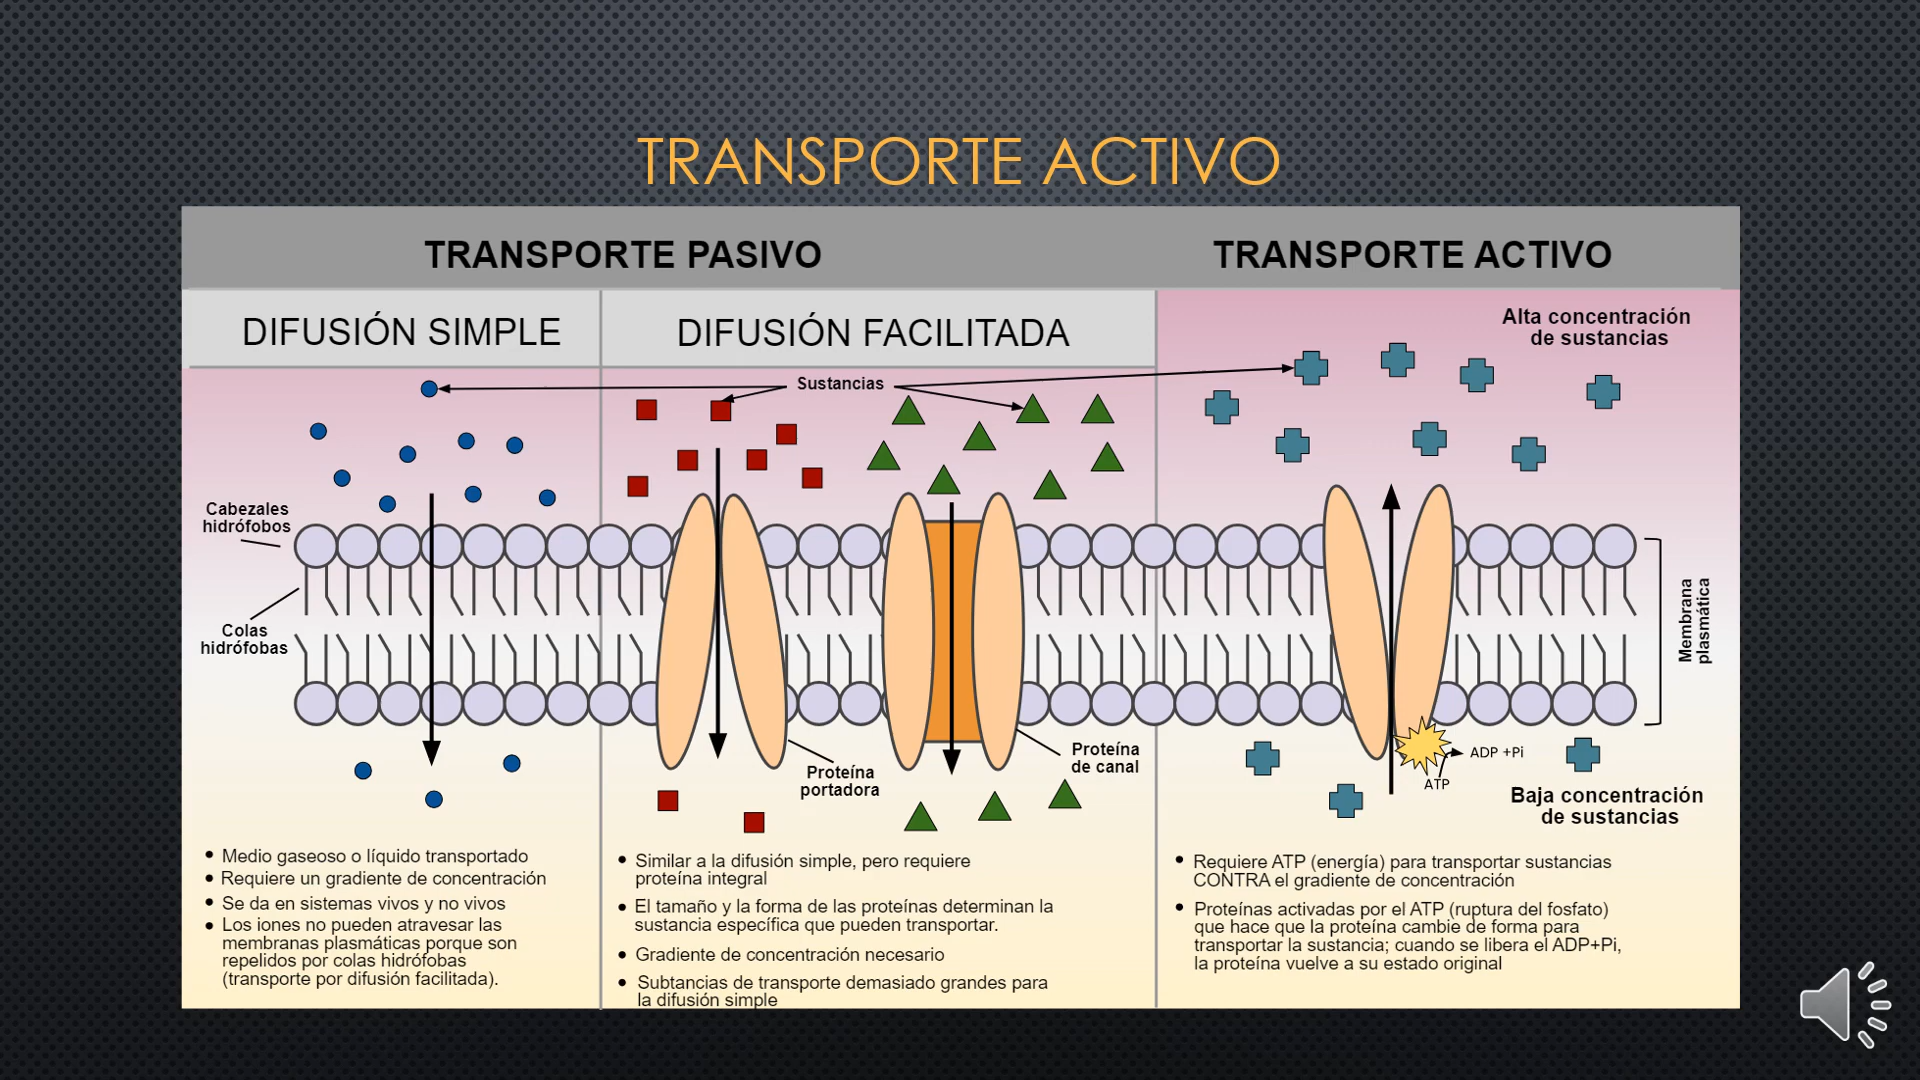 TRANSPORTE ACTIVO
TRANSPORTE PASIVO
TRANSPORTE ACTIVO
DIFUSIÓN SIMPLE
DIFUSIÓN FACILITADA
Alta concentración
de sustancias
Sustancias
Cabezales
hidrófobos
Colas
hidrófobas
Membrana
plasmática
Proteína
portadora
Proteína
de canal
ADP +Pi
ATP
Baja concentración
de sustancias
• Medio gaseoso o líquido transportado
• Requiere un gradiente de concentración
• Se da en sistemas vivos y no vivos
• Los iones no pueden atravesar las
membranas plasmáticas porque son
repelidos por colas hidrófobas
(transporte por difusión facilitada).
• Similar a la difusión simple, pero requiere
proteína integral
• El tamaño y la forma de las proteínas determinan la
sustancia específica que pueden transportar.
• Gradiente de concentración necesario
• Subtancias de transporte demasiado grandes para
la difusión simple
• Requiere ATP (energía) para transportar sustancias
CONTRA el gradiente de concentración
• Proteínas activadas por el ATP (ruptura del fosfato)
que hace que la proteína cambie de forma para
transportar la sustancia; cuando se libera el ADP+Pi,
la proteína vuelve a su estado original